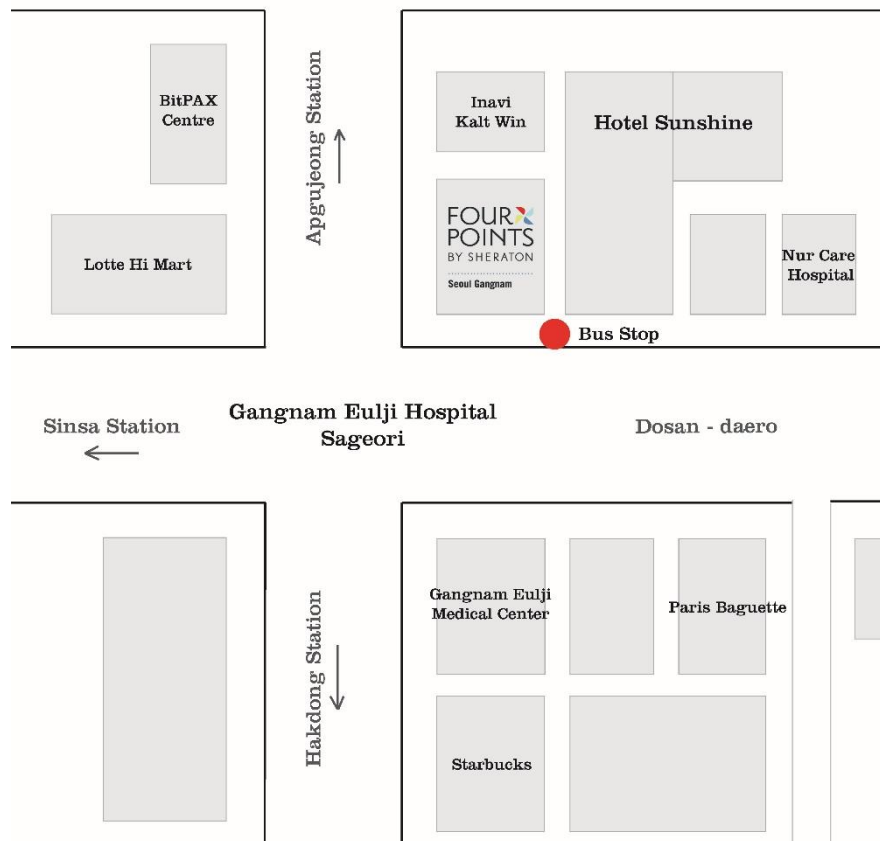 BitPAX
Centre
Apgujeong Station
Inavi
Kalt Win
Hotel Sunshine
Lotte Hi Mart
FOUR
POINTS
BY SHERATON
Seoul Gangnam
Nur Care
Hospital
Bus Stop
Sinsa Station
Gangnam Eulji Hospital
Sageori
Dosan - daero
Hakdong Station
Gangnam Eulji
Medical Center
Paris Baguette
Starbucks